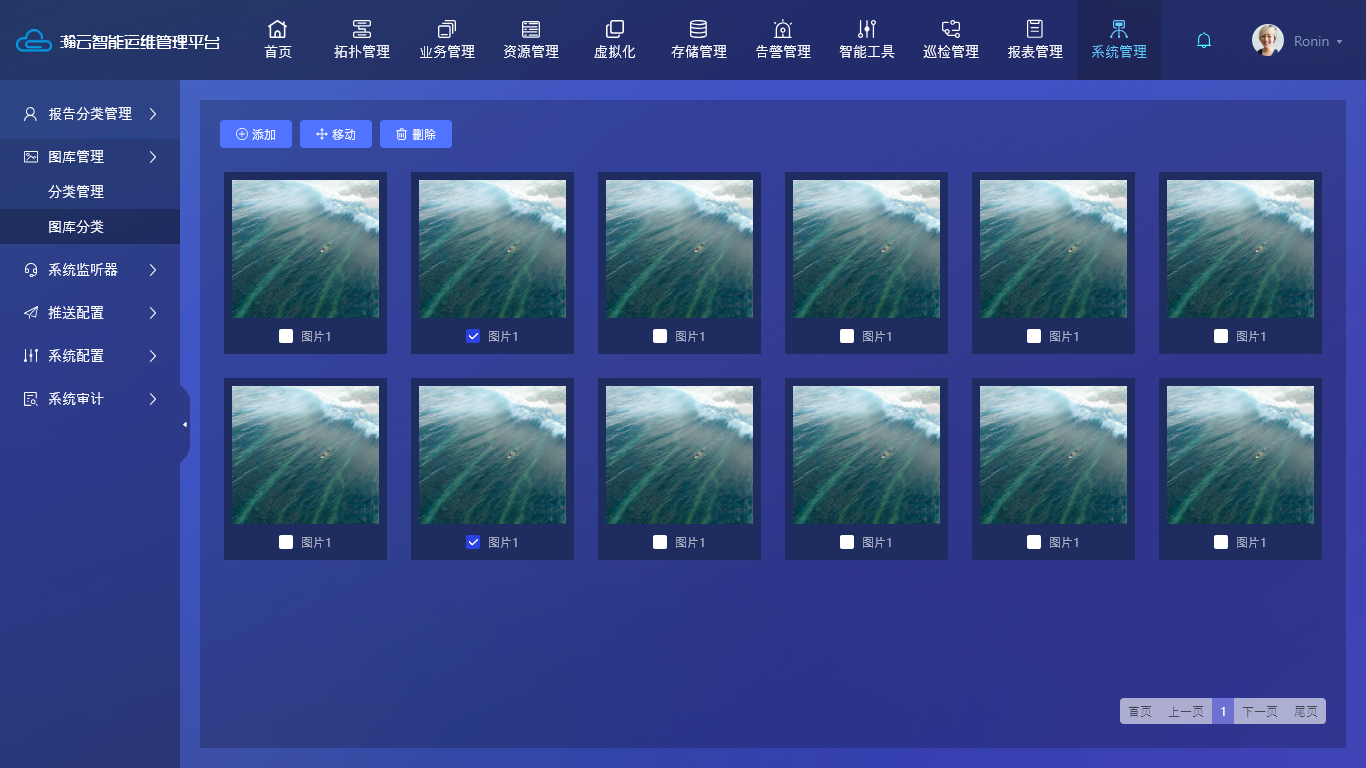 瀚云智能运维管理平台
首页
拓扑管理
业务管理
资源管理
虚拟化
存储管理
告警管理
智能工具
巡检管理
报表管理
系统管理
Ronin
报告分类管理
图库管理
分类管理
图库分类
系统监听器
推送配置
系统配置
系统审计
添加
移动
删除
图片1
图片1
图片1
图片1
图片1
图片1
图片1
图片1
图片1
图片1
图片1
图片1
首页 上一页 1 下一页 尾页